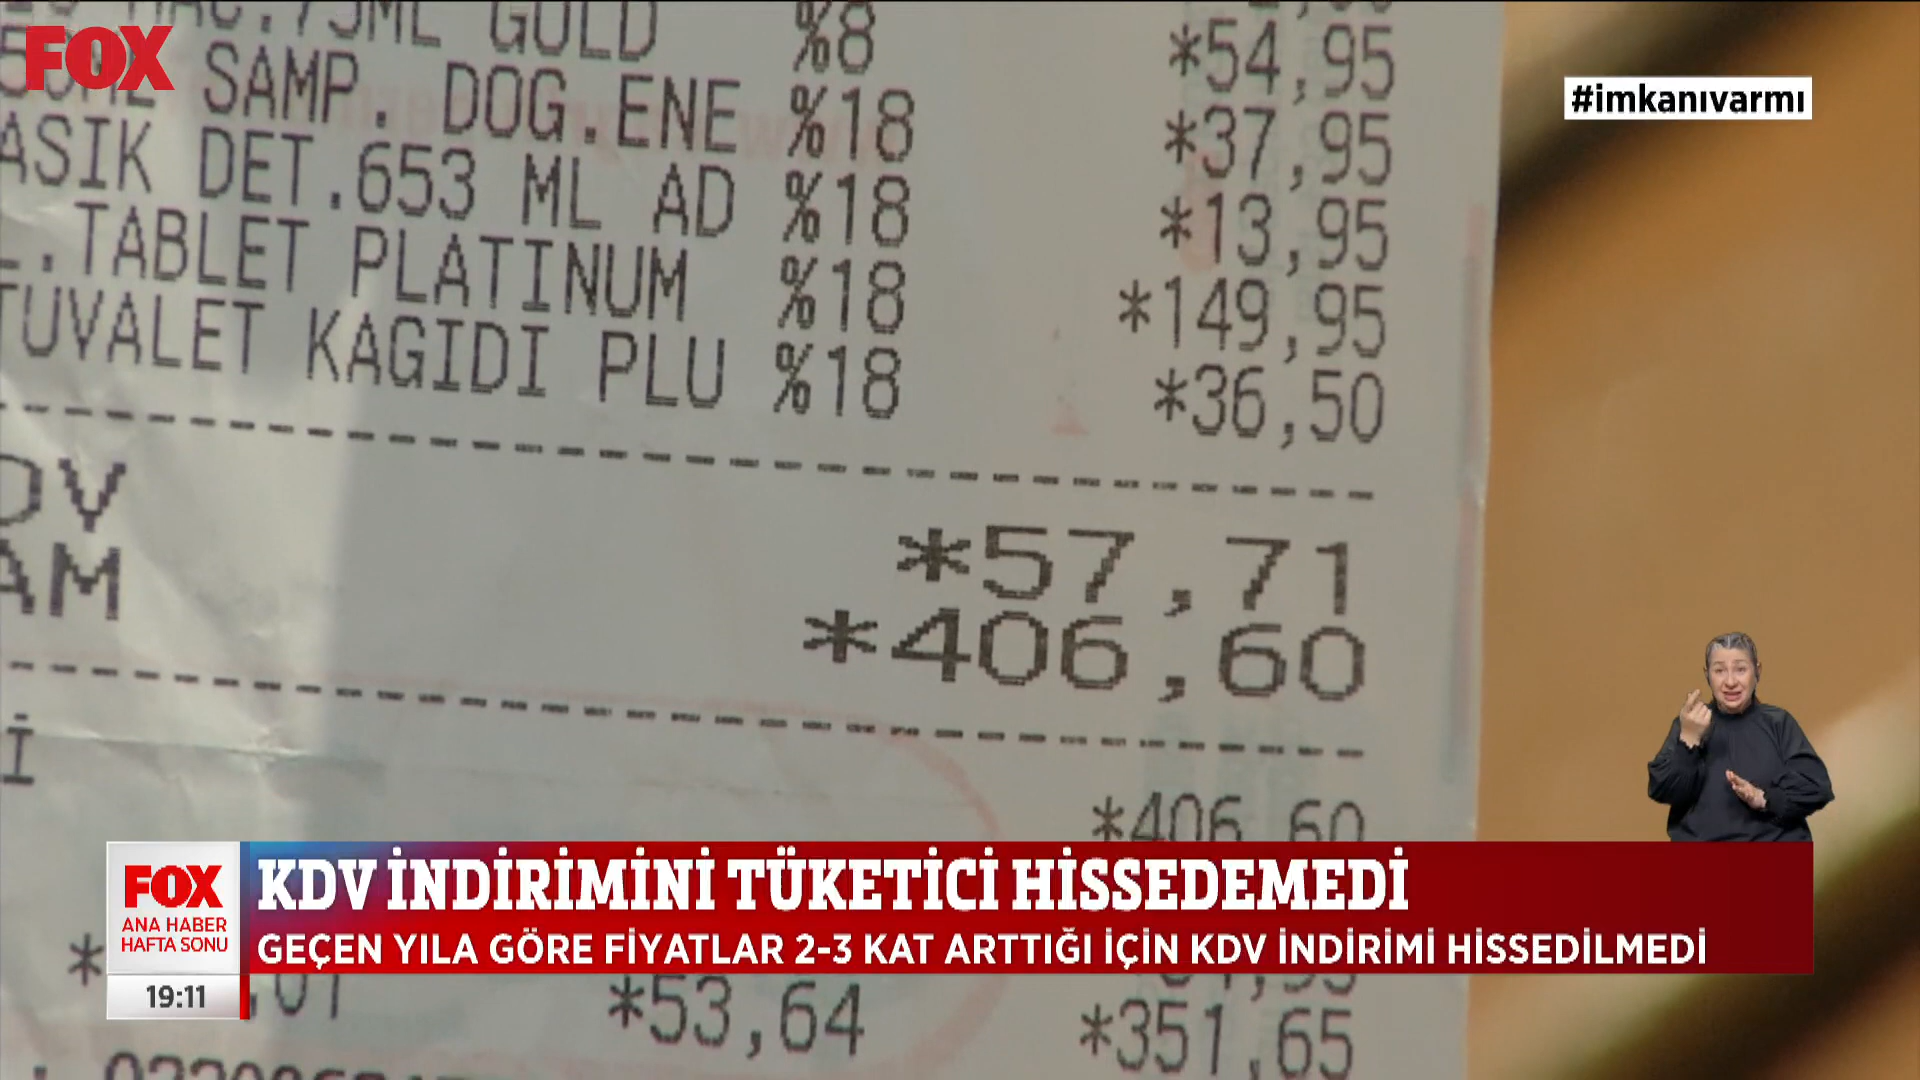 FOX
#imkanıvarmı
MAC.75ML GOLD %8 *54,95
SAMP. DOG.ENE %18 *37,95
ASIK DET.653 ML AD %18 *13,95
.TABLET PLATINUM %18 *149,95
TUVALET KAGIDI PLU %18 *36,50
DV *57,71
AM *406,60
İ
*406,60
FOX
ANA HABER
HAFTA SONU
19:11
KDV İNDİRİMİNİ TÜKETİCİ HİSSEDEMEDİ
GEÇEN YILA GÖRE FİYATLAR 2-3 KAT ARTTIĞI İÇİN KDV İNDİRİMİ HİSSEDİLMEDİ
*53,64 *351,65